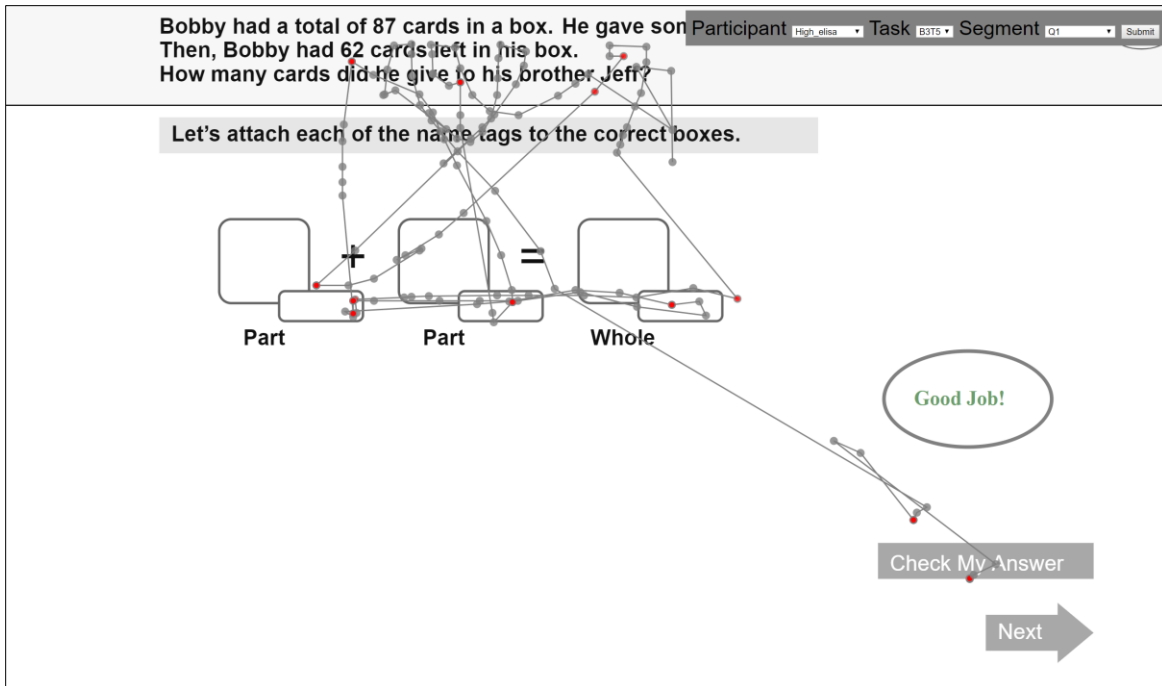 Bobby had a total of 87 cards in a box. He gave som
Participant High_elisa Task B3T5 Segment Q1 Submit
Then, Bobby had 62 cards left in his box.
How many cards did he give to his brother Jeff?
Let's attach each of the name tags to the correct boxes.
+ =
Part Part Whole
Good Job!
Check My Answer
Next